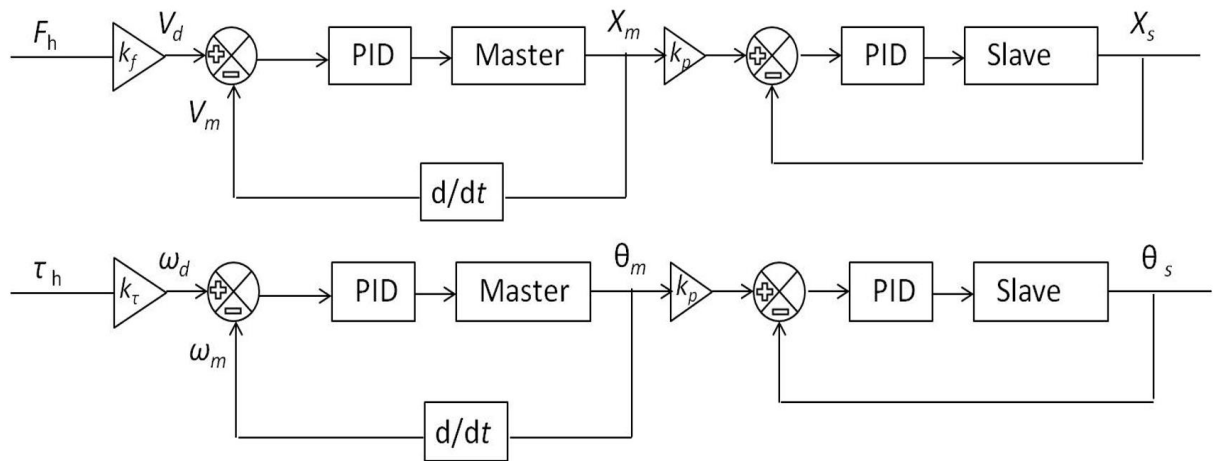 F_h
k_f
V_d
PID
Master
X_m
k_p
PID
Slave
X_s
V_m
d/dt
τ_h
k_τ
ω_d
PID
Master
θ_m
k_p
PID
Slave
θ_s
ω_m
d/dt